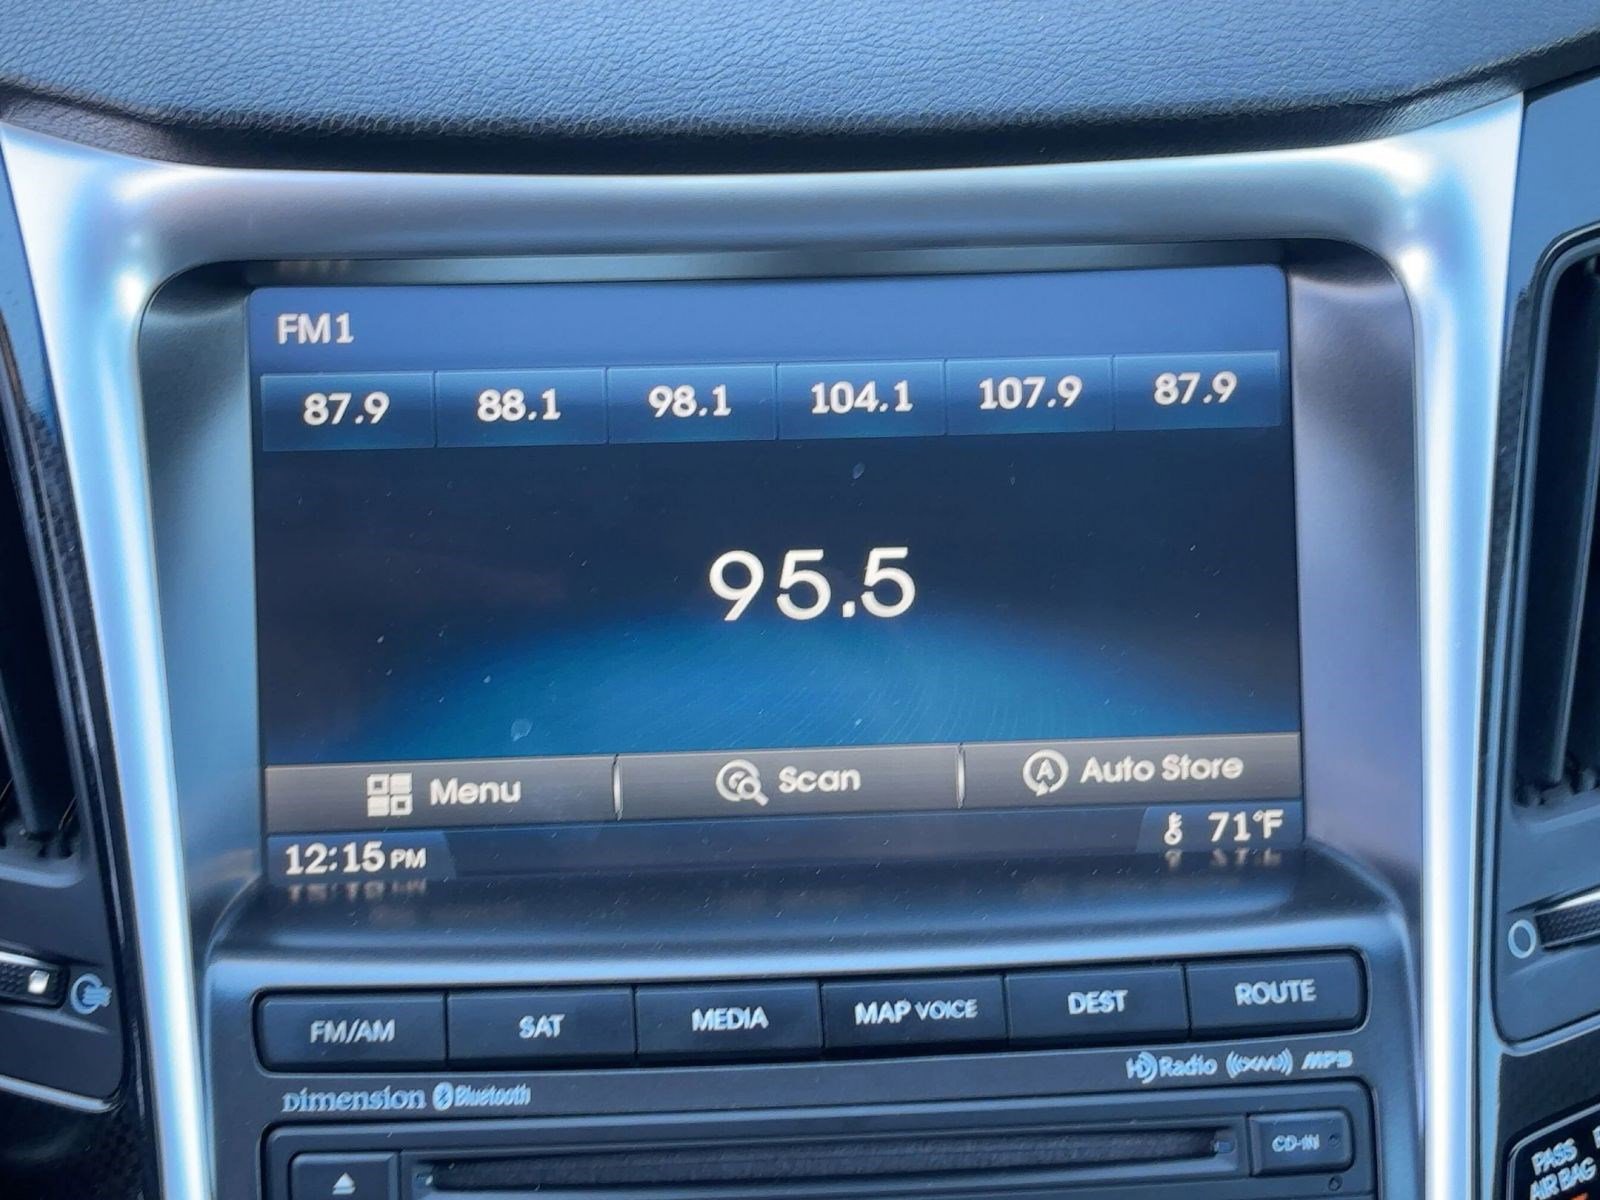 FM1
87.9 88.1 98.1 104.1 107.9 87.9
95.5
Menu Scan Auto Store
12:15 PM 71°F
FM/AM SAT MEDIA MAP VOICE DEST ROUTE
HD Radio ((XM)) MP3
Dimension Bluetooth
CD-IN
PASS
AIR BAG